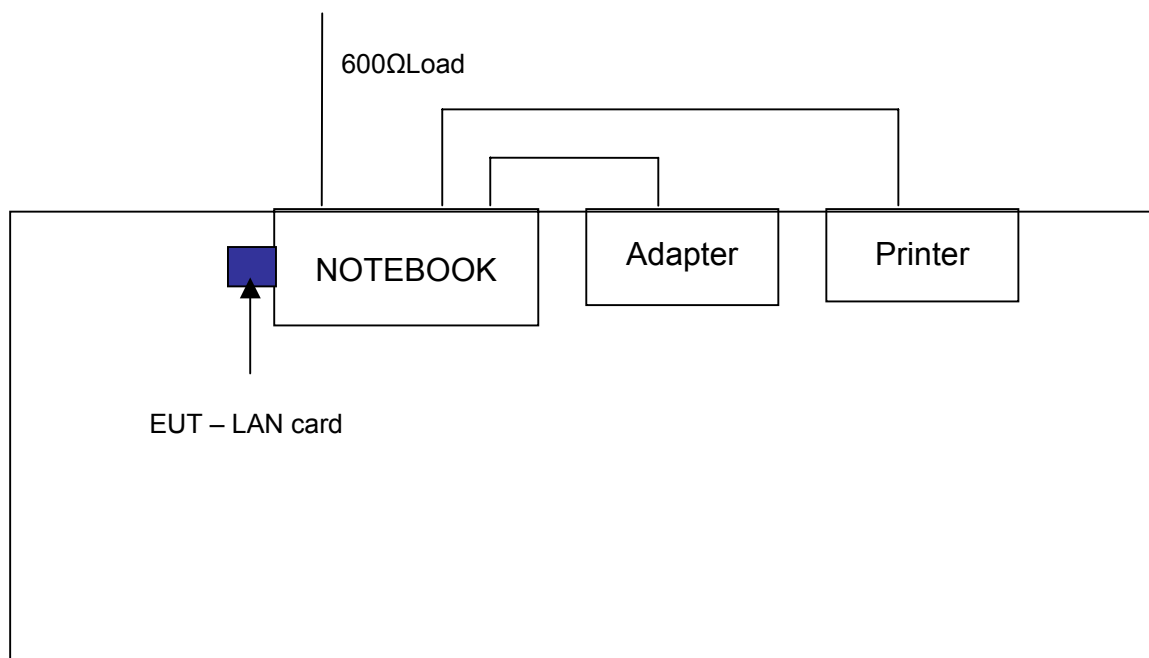 600ΩLoad
NOTEBOOK
Adapter
Printer
EUT – LAN card